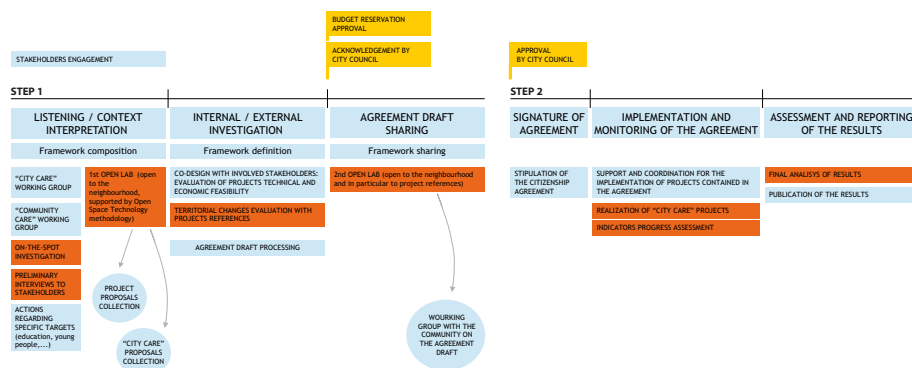 BUDGET RESERVATION
APPROVAL
ACKNOWLEDGEMENT BY
CITY COUNCIL
APPROVAL
BY CITY COUNCIL
STAKEHOLDERS ENGAGEMENT
STEP 1
STEP 2
LISTENING / CONTEXT
INTERPRETATION
INTERNAL / EXTERNAL
INVESTIGATION
AGREEMENT DRAFT
SHARING
SIGNATURE OF
AGREEMENT
IMPLEMENTATION AND
MONITORING OF THE AGREEMENT
ASSESSMENT AND REPORTING
OF THE RESULTS
Framework composition
Framework definition
Framework sharing
"CITY CARE"
WORKING GROUP
"COMMUNITY
CARE" WORKING
GROUP
ON-THE-SPOT
INVESTIGATION
PRELIMINARY
INTERVIEWS TO
STAKEHOLDERS
ACTIONS
REGARDING
SPECIFIC TARGETS
(education, young
people,...)
1st OPEN LAB (open
to the
neighbourhood,
supported by Open
Space Technology
methodology)
PROJECT
PROPOSALS
COLLECTION
"CITY CARE"
PROPOSALS
COLLECTION
CO-DESIGN WITH INVOLVED STAKEHOLDERS:
EVALUATION OF PROJECTS TECHNICAL AND
ECONOMIC FEASIBILITY
TERRITORIAL CHANGES EVALUATION WITH
PROJECTS REFERENCES
AGREEMENT DRAFT PROCESSING
2nd OPEN LAB (open to the neighbourhood
and in particular to project references)
WOURKING
GROUP WITH THE
COMMUNITY ON
THE AGREEMENT
DRAFT
STIPULATION OF
THE CITIZENSHIP
AGREEMENT
SUPPORT AND COORDINATION FOR THE
IMPLEMENTATION OF PROJECTS CONTAINED IN
THE AGREEMENT
REALIZATION OF "CITY CARE" PROJECTS
INDICATORS PROGRESS ASSESSMENT
FINAL ANALISYS OF RESULTS
PUBLICATION OF THE RESULTS